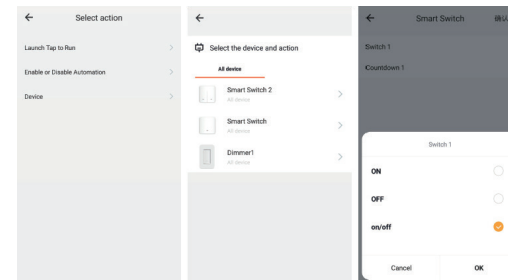 Select action
Launch Tap to Run
Enable or Disable Automation
Device
Select the device and action
All device
Smart Switch 2
All device
Smart Switch
All device
Dimmer1
All device
Smart Switch 确认
Switch 1
Countdown 1
Switch 1
ON
OFF
on/off
Cancel OK